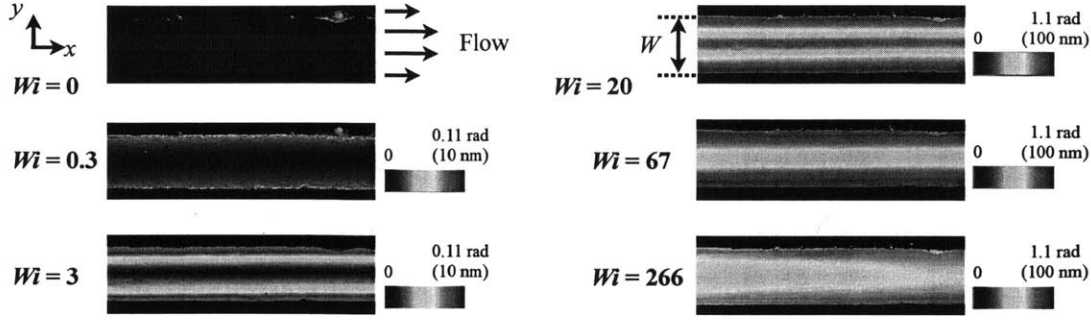 y
x
Flow
Wi = 0
Wi = 0.3
0.11 rad
0 (10 nm)
Wi = 3
0.11 rad
0 (10 nm)
W
Wi = 20
1.1 rad
0 (100 nm)
Wi = 67
1.1 rad
0 (100 nm)
Wi = 266
1.1 rad
0 (100 nm)